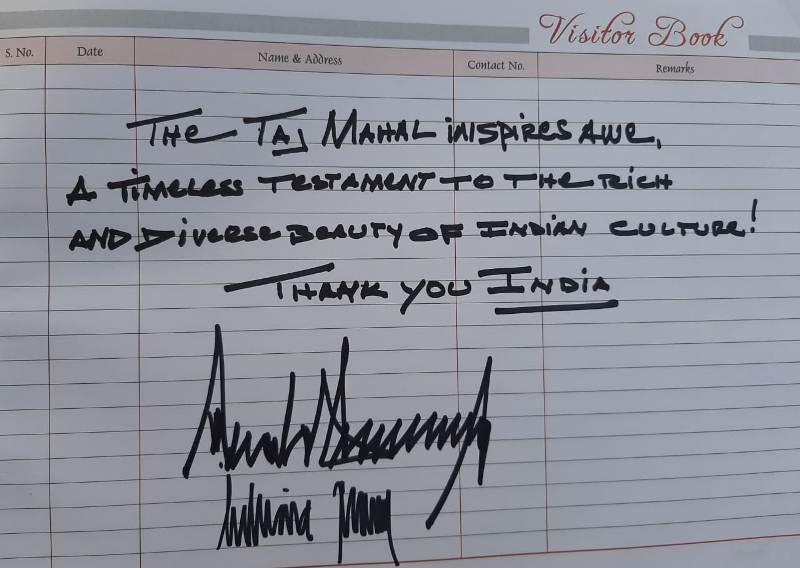 Visitor Book
S. No. Date Name & Address Contact No. Remarks
THE TAJ MAHAL INSPIRES AWE,
A TIMELESS TESTAMENT TO THE RICH
AND DIVERSE BEAUTY OF INDIAN CULTURE!
THANK YOU INDIA